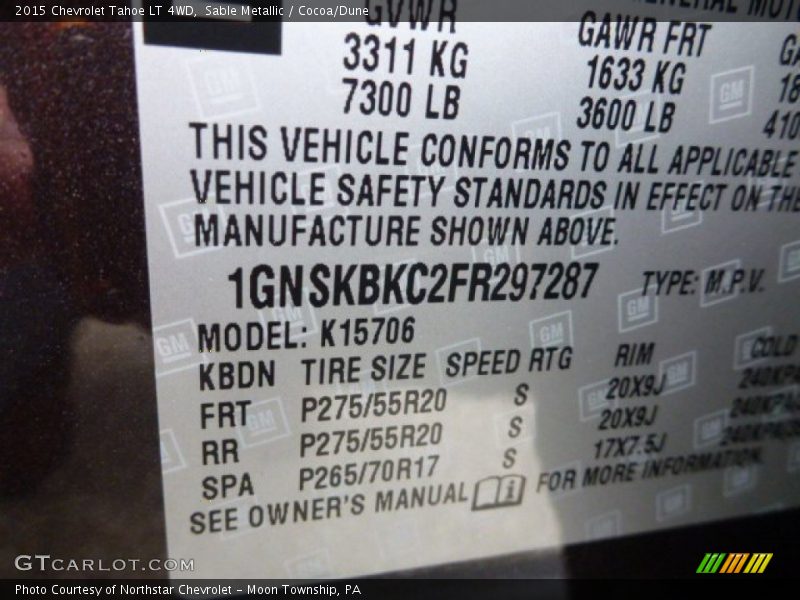 2015 Chevrolet Tahoe LT 4WD, Sable Metallic / Cocoa/Dune
GVWR GAWR FRT
3311 KG 1633 KG
7300 LB 3600 LB
THIS VEHICLE CONFORMS TO ALL APPLICABLE
VEHICLE SAFETY STANDARDS IN EFFECT ON THE
MANUFACTURE SHOWN ABOVE.
1GNSKBKC2FR297287 TYPE: M.P.V.
MODEL: K15706
KBDN TIRE SIZE SPEED RTG RIM COLD
FRT P275/55R20 S 20X9J
RR P275/55R20 S 20X9J
SPA P265/70R17 S 17X7.5J
SEE OWNER'S MANUAL i FOR MORE INFORMATION.
GTCARLOT.COM
Photo Courtesy of Northstar Chevrolet - Moon Township, PA